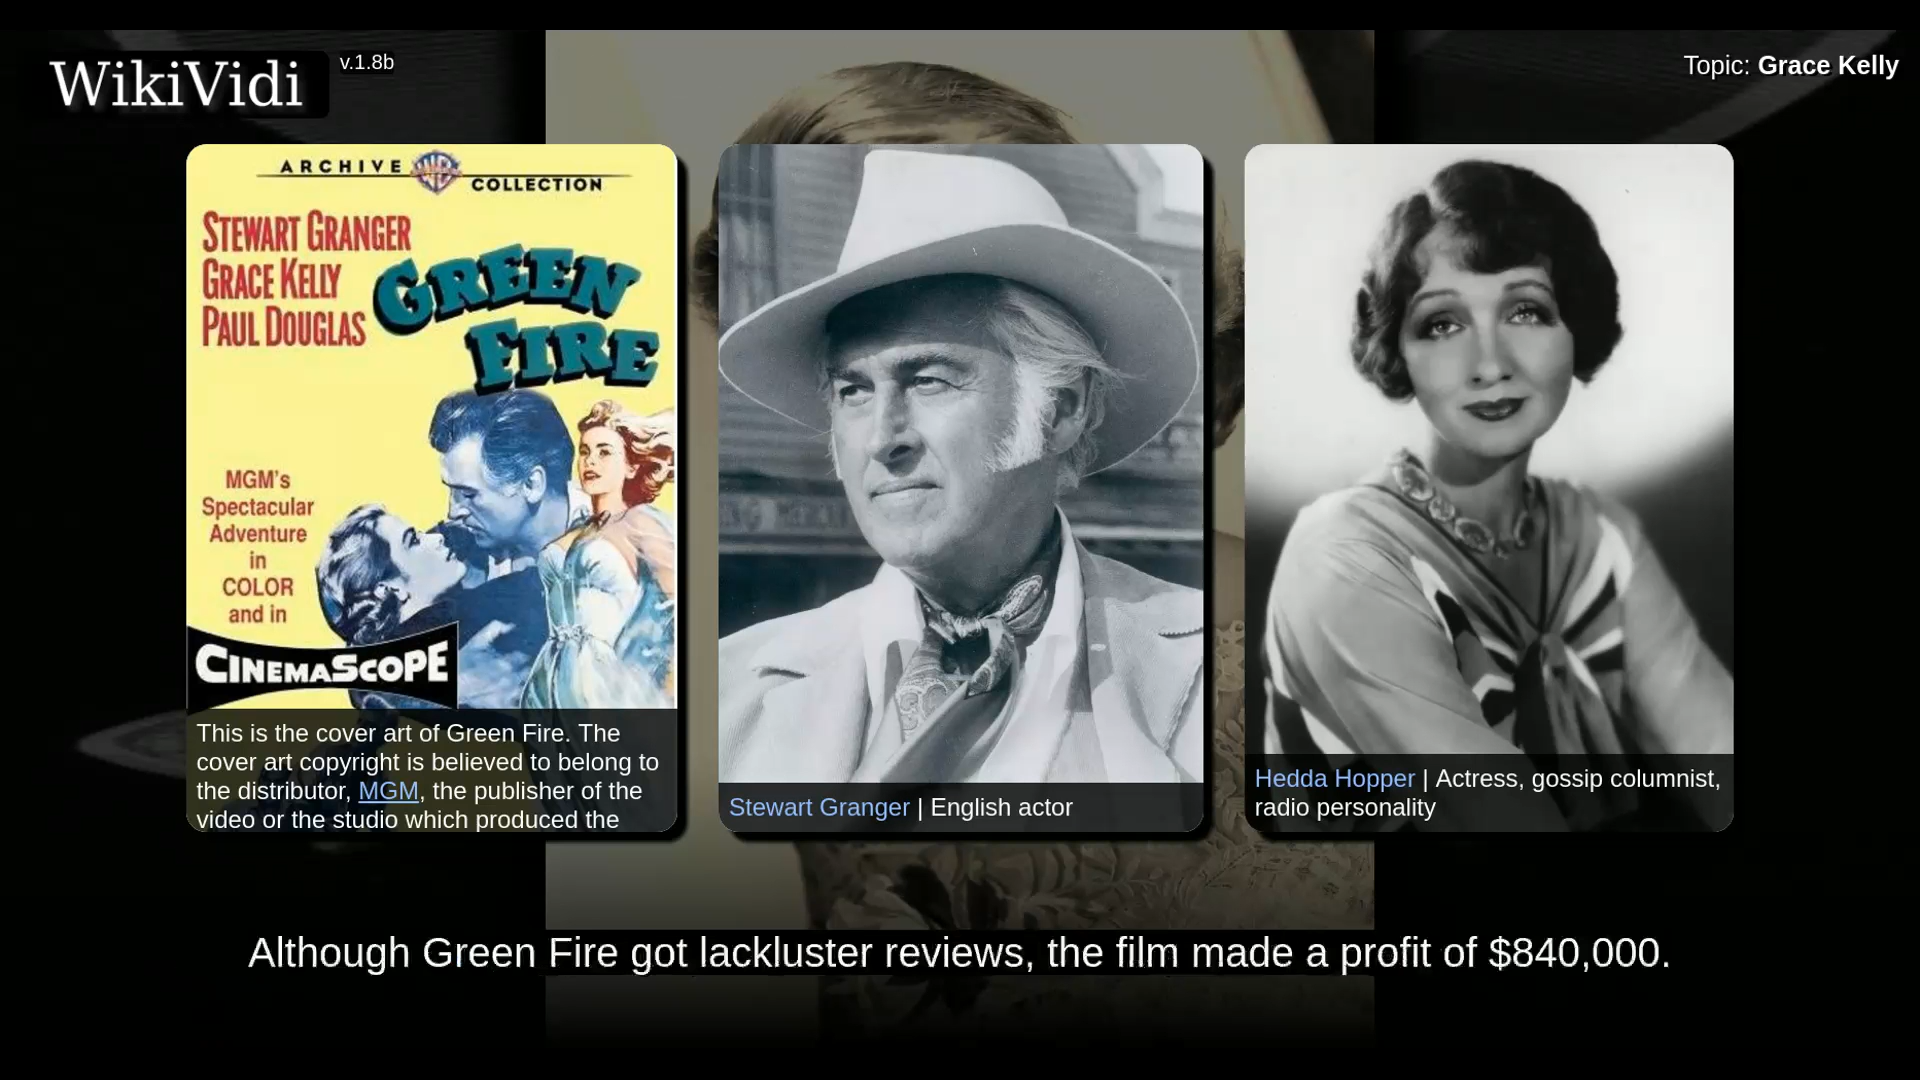 WikiVidi
v.1.8b
Topic: Grace Kelly
ARCHIVE WB COLLECTION
STEWART GRANGER
GRACE KELLY
PAUL DOUGLAS
GREEN
FIRE
MGM's
Spectacular
Adventure
in
COLOR
and in
CINEMASCOPE
This is the cover art of Green Fire. The
cover art copyright is believed to belong to
the distributor, MGM, the publisher of the
video or the studio which produced the
Stewart Granger | English actor
Hedda Hopper | Actress, gossip columnist,
radio personality
Although Green Fire got lackluster reviews, the film made a profit of $840,000.